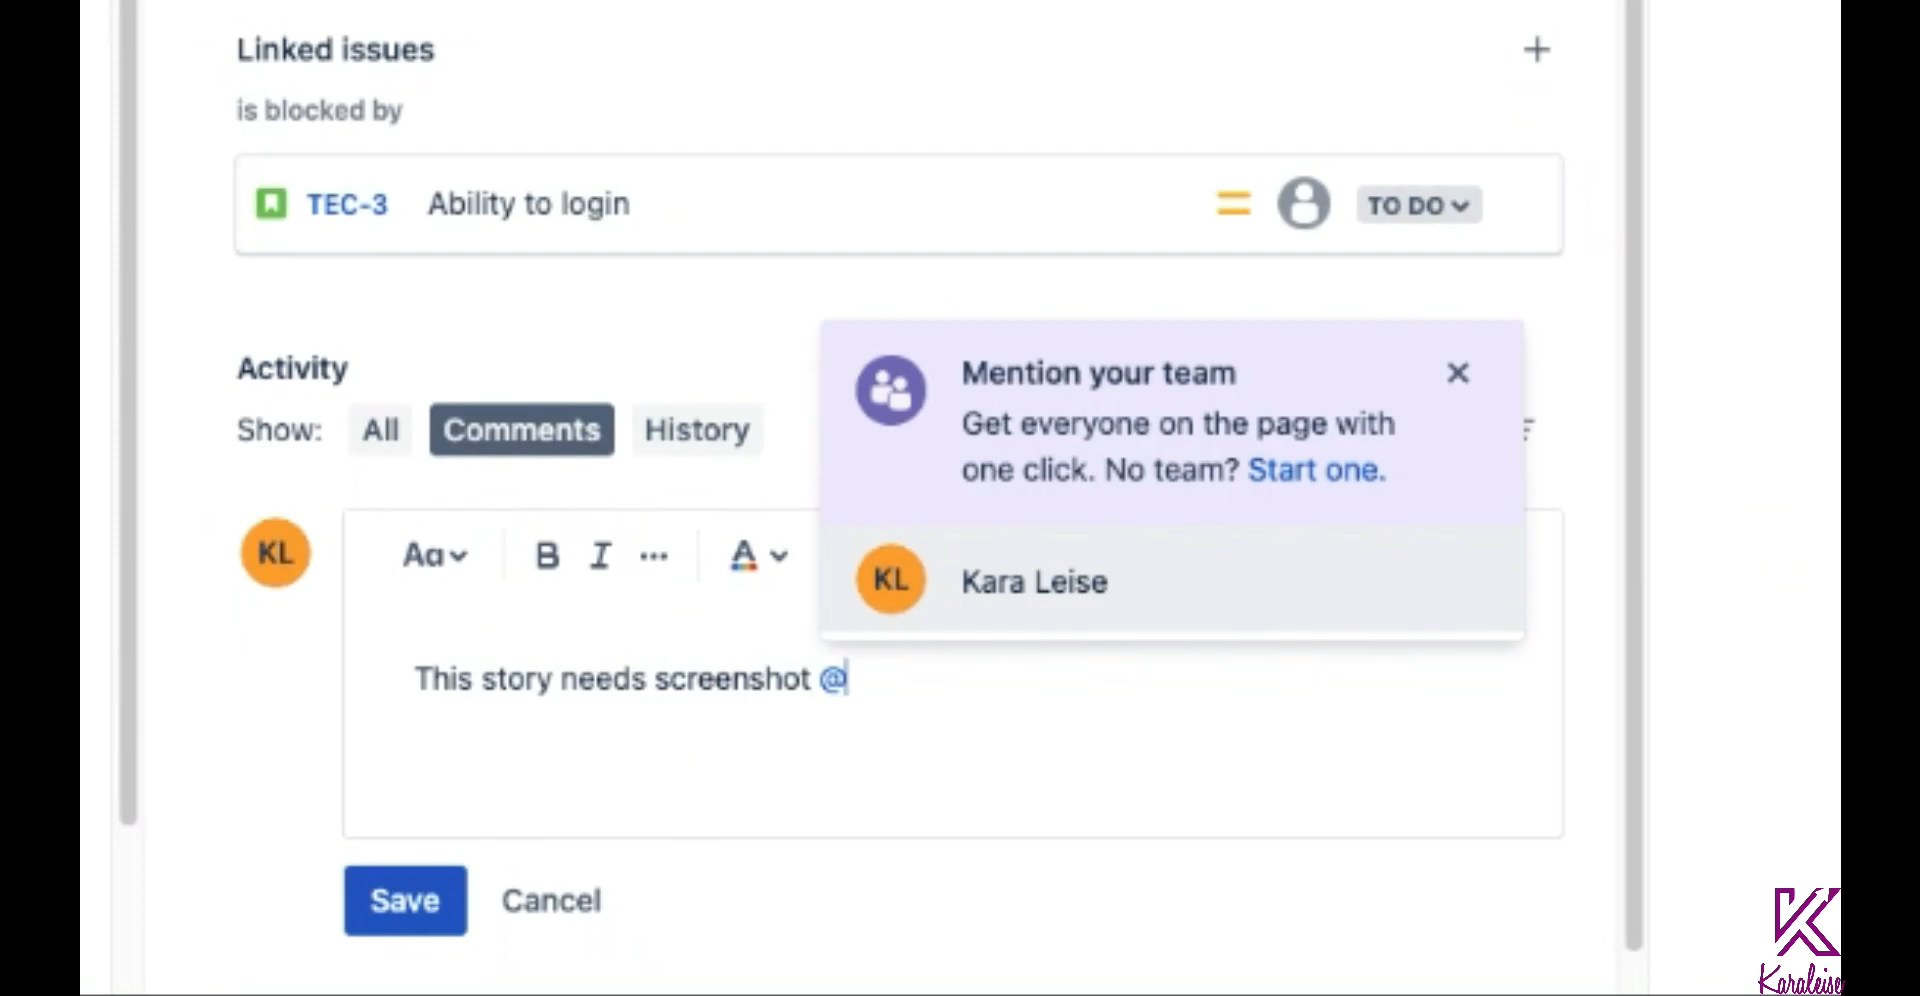 Linked issues
is blocked by
TEC-3 Ability to login TO DO
Activity
Show: All Comments History
Mention your team
Get everyone on the page with
one click. No team? Start one.
KL Aa B I ... A
KL Kara Leise
This story needs screenshot @
Save Cancel
K
Karaleise